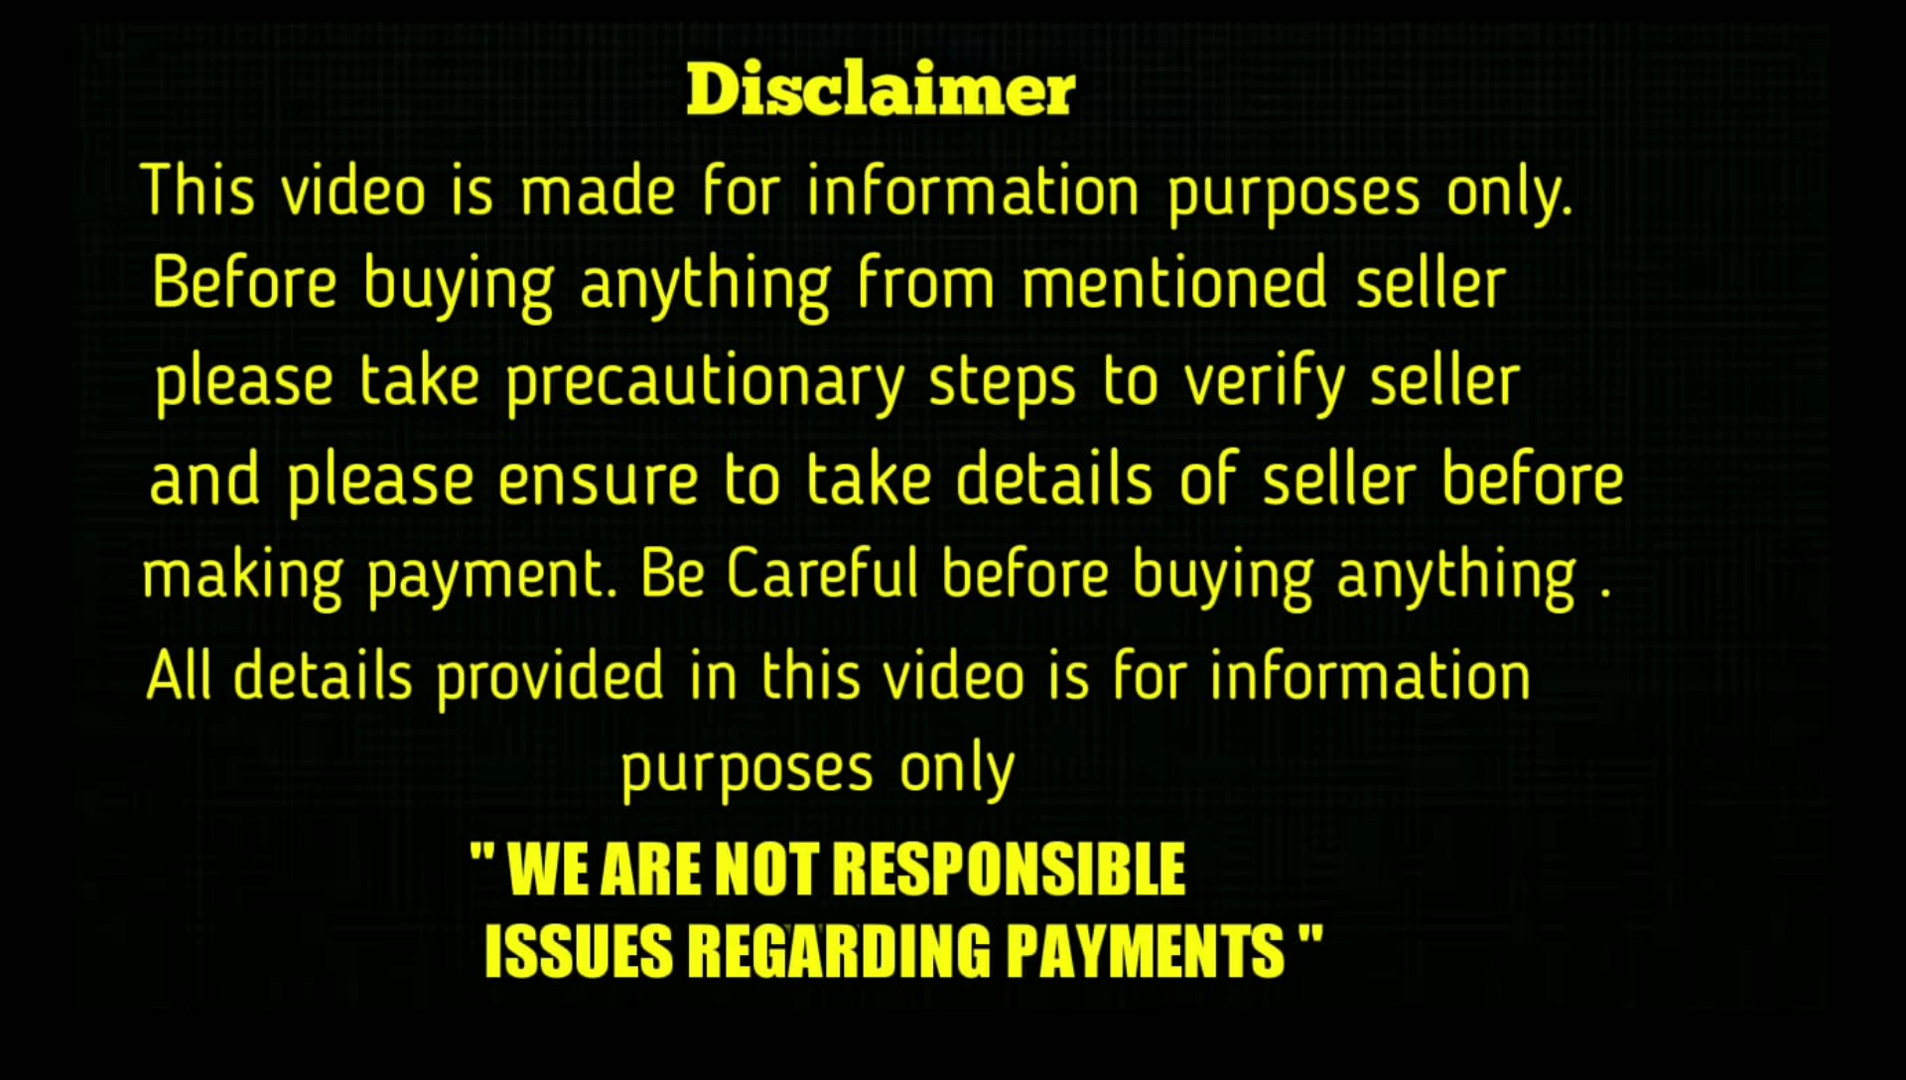 Disclaimer
This video is made for information purposes only.
Before buying anything from mentioned seller
please take precautionary steps to verify seller
and please ensure to take details of seller before
making payment. Be Careful before buying anything .
All details provided in this video is for information
purposes only
" WE ARE NOT RESPONSIBLE
ISSUES REGARDING PAYMENTS "